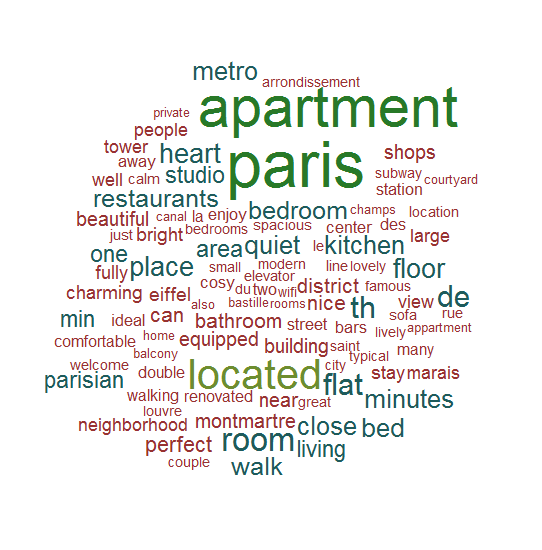 metro arrondissement
private apartment
people
tower heart paris shops
away studio subway
well calm station courtyard
restaurants
beautiful canal la enjoy bedroom champs location
just bright bedrooms spacious center des
one area quiet le kitchen large
fully place small modern line lovely floor
charming eiffel cosy du two elevator wifi district famous
also bastille rooms nice th view de
min ideal can bathroom street bars sofa rue
comfortable home equipped building saint lively appartment
balcony typical many
welcome double located city flat stay marais
parisian walking renovated near great minutes
louvre
neighborhood montmartre close bed
perfect room living
couple walk